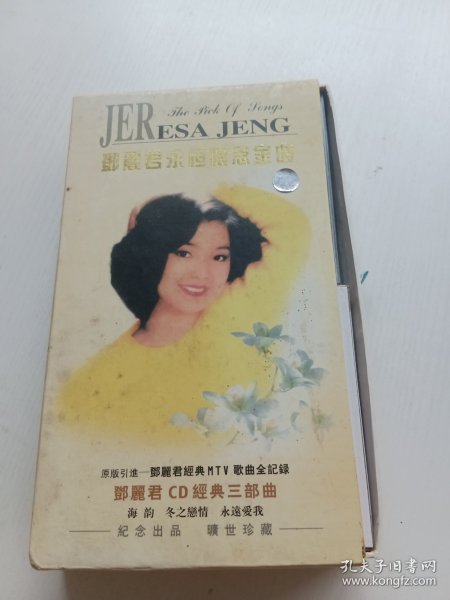 The Pick Of Songs
JERESA JENG
鄧麗君永恒懷念金曲
原版引進—鄧麗君經典MTV歌曲全記録
鄧麗君CD經典三部曲
海韵 冬之戀情 永遠愛我
紀念出品 曠世珍藏
孔夫子旧书网
www.kongfz.com